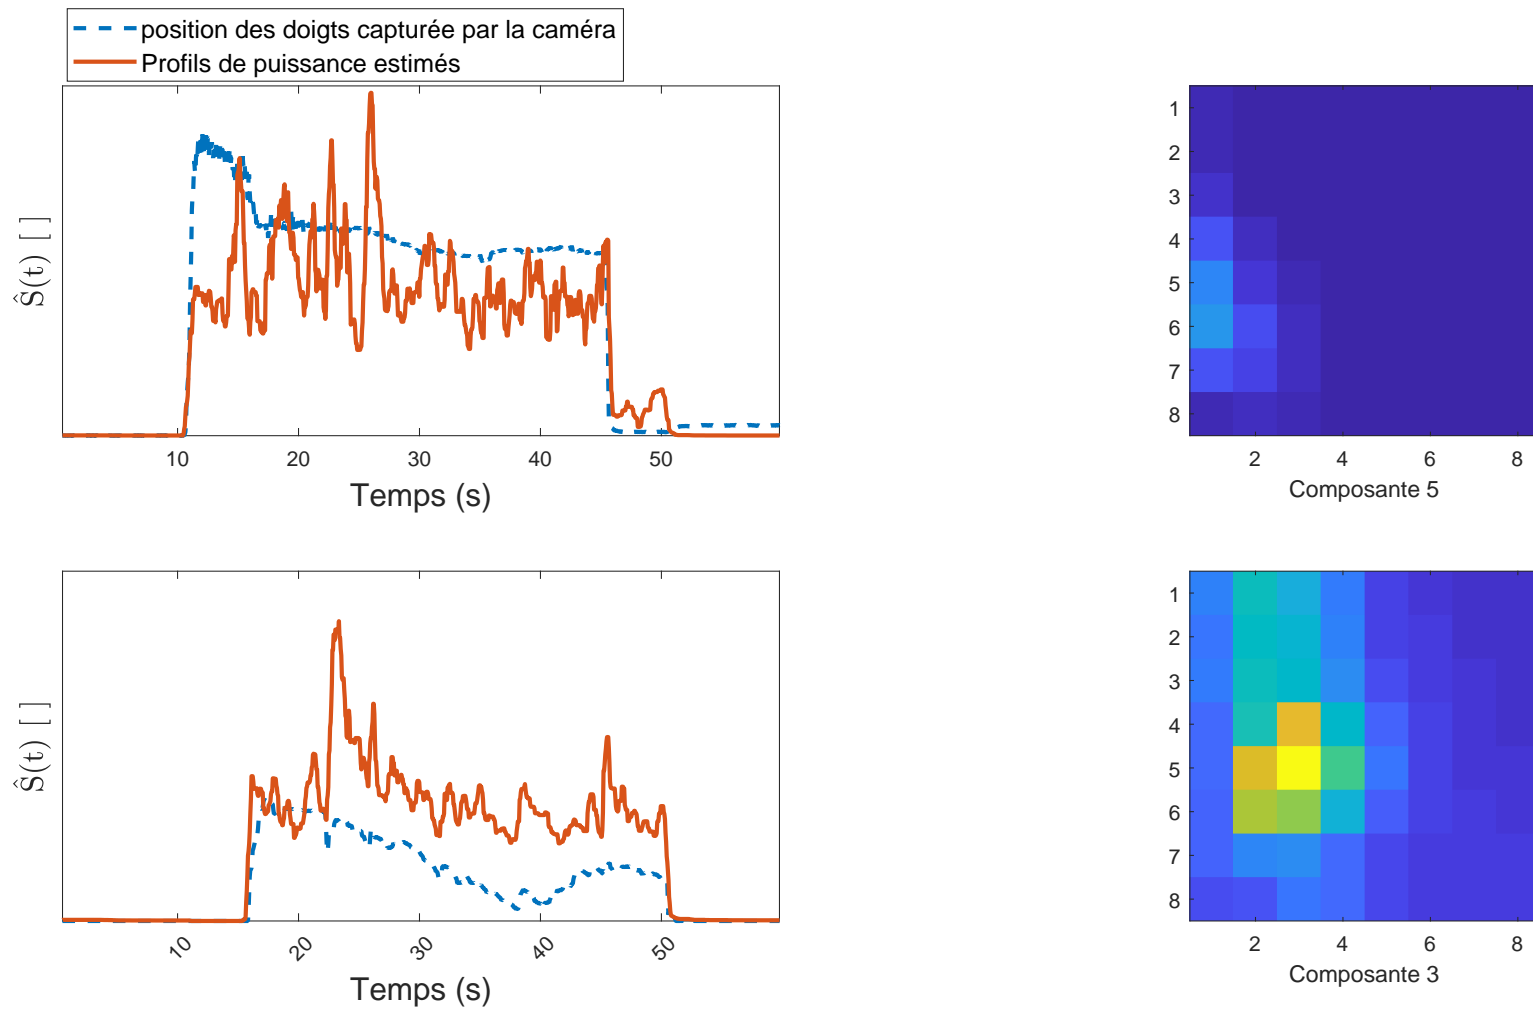 position des doigts capturée par la caméra
Profils de puissance estimés
Ŝ(t) [ ]
10 20 30 40 50
Temps (s)
1
2
3
4
5
6
7
8
2 4 6 8
Composante 5
Ŝ(t) [ ]
10 20 30 40 50
Temps (s)
1
2
3
4
5
6
7
8
2 4 6 8
Composante 3